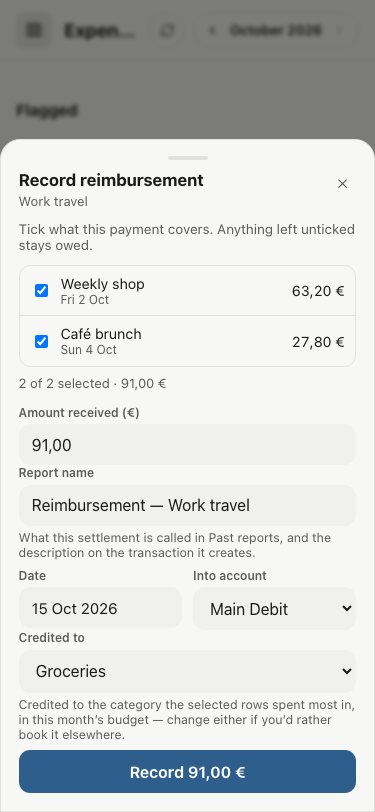 Expen...
October 2026
Flagged
Record reimbursement
Work travel
Tick what this payment covers. Anything left unticked
stays owed.
Weekly shop
63,20 €
Fri 2 Oct
Café brunch
27,80 €
Sun 4 Oct
2 of 2 selected · 91,00 €
Amount received (€)
91,00
Report name
Reimbursement — Work travel
What this settlement is called in Past reports, and the
description on the transaction it creates.
Date
Into account
15 Oct 2026
Main Debit
Credited to
Groceries
Credited to the category the selected rows spent most in,
in this month’s budget — change either if you’d rather
book it elsewhere.
Record 91,00 €